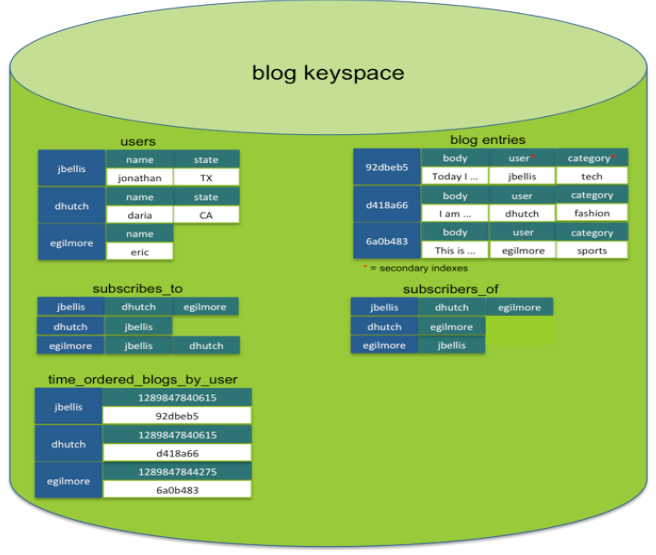 blog keyspace
users
jbellis name state
jonathan TX
dhutch name state
daria CA
egilmore name
eric
blog entries
92dbeb5 body user* category*
Today I ... jbellis tech
d418a66 body user category
I am ... dhutch fashion
6a0b483 body user category
This is ... egilmore sports
* = secondary indexes
subscribes_to
jbellis dhutch egilmore
dhutch jbellis
egilmore jbellis dhutch
subscribers_of
jbellis dhutch egilmore
dhutch egilmore
egilmore jbellis
time_ordered_blogs_by_user
jbellis 1289847840615
92dbeb5
dhutch 1289847840615
d418a66
egilmore 1289847844275
6a0b483